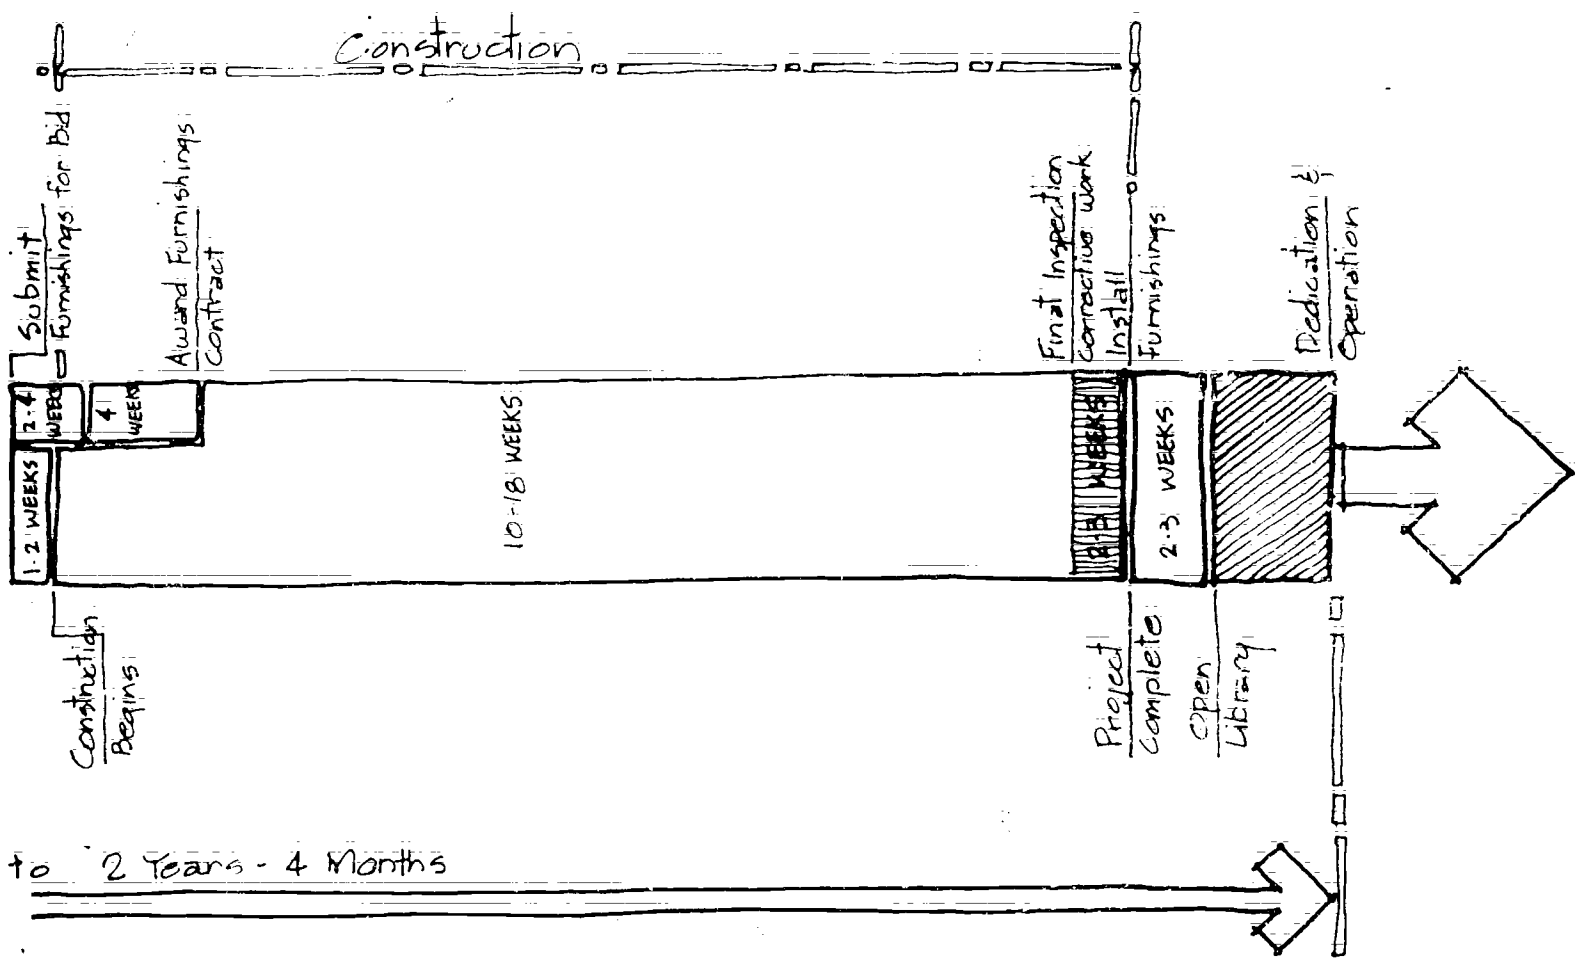 Construction
Submit
Furnishings for Bid
Award Furnishings
Contract
Final Inspection
Corrective Work
Install
Furnishings
Dedication &
Operation
2-4
WEEKS
4
WEEKS
1-2 WEEKS
10-18 WEEKS
2-3 WEEKS
2-3 WEEKS
Construction
Begins
Project
Complete
Open
Library
to 2 Years - 4 Months